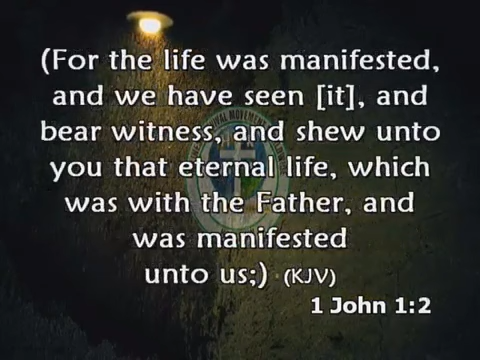 (For the life was manifested,
and we have seen [it], and
bear witness, and shew unto
you that eternal life, which
was with the Father, and
was manifested
unto us;) (KJV)
1 John 1:2